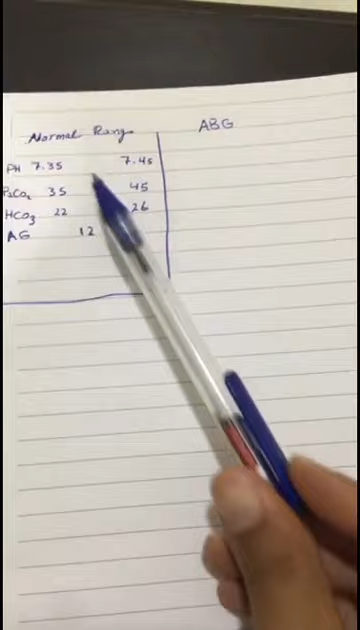 Normal Range
ABG
PH 7.35 7.45
PaCO2 35 45
HCO3 22 26
AG 12